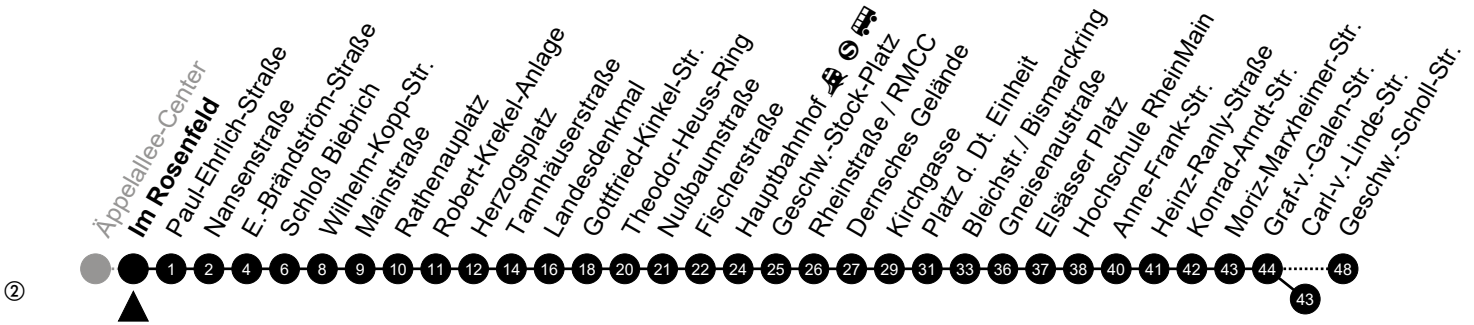 Äppelallee-Center
Im Rosenfeld
Paul-Ehrlich-Straße
Nansenstraße
E.-Brändström-Straße
Schloß Biebrich
Wilhelm-Kopp-Str.
Mainstraße
Rathenauplatz
Robert-Krekel-Anlage
Herzogsplatz
Tannhäuserstraße
Landesdenkmal
Gottfried-Kinkel-Str.
Theodor-Heuss-Ring
Nußbaumstraße
Fischerstraße
Hauptbahnhof S
Geschw.-Stock-Platz
Rheinstraße / RMCC
Dernsches Gelände
Kirchgasse
Platz d. Dt. Einheit
Bleichstr. / Bismarckring
Gneisenaustraße
Elsässer Platz
Hochschule RheinMain
Anne-Frank-Str.
Heinz-Ranly-Straße
Konrad-Arndt-Str.
Moriz-Marxheimer-Str.
Graf-v.-Galen-Str.
Carl-v.-Linde-Str.
Geschw.-Scholl-Str.
1 2 4 6 8 9 10 11 12 14 16 18 20 21 22 24 25 26 27 29 31 33 36 37 38 40 41 42 43 44 48
② 43